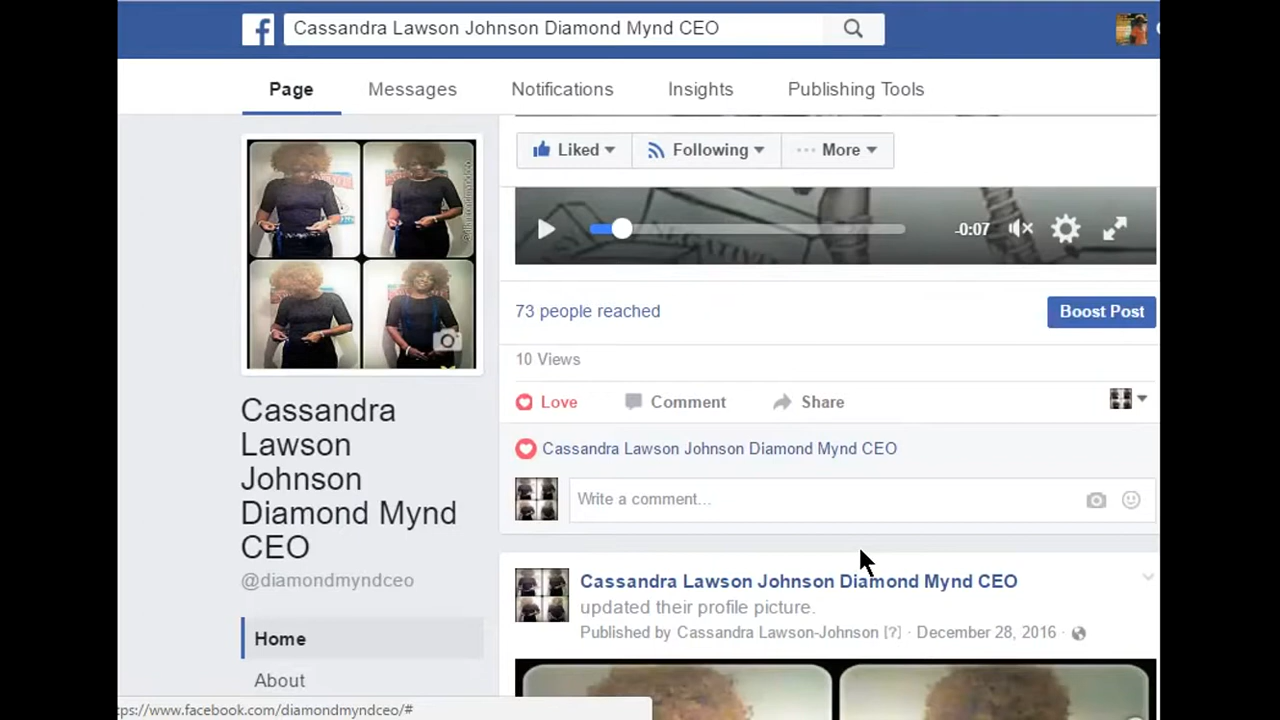 Cassandra Lawson Johnson Diamond Mynd CEO
Page Messages Notifications Insights Publishing Tools
Liked Following ... More
NEGATIVE
-0:07
73 people reached
Boost Post
10 Views
Love Comment Share
Cassandra Lawson Johnson Diamond Mynd CEO
Write a comment...
Cassandra
Lawson
Johnson
Diamond Mynd
CEO
@diamondmyndceo
Home
About
Cassandra Lawson Johnson Diamond Mynd CEO
updated their profile picture.
Published by Cassandra Lawson-Johnson [?] · December 28, 2016 ·
ps://www.facebook.com/diamondmyndceo/#